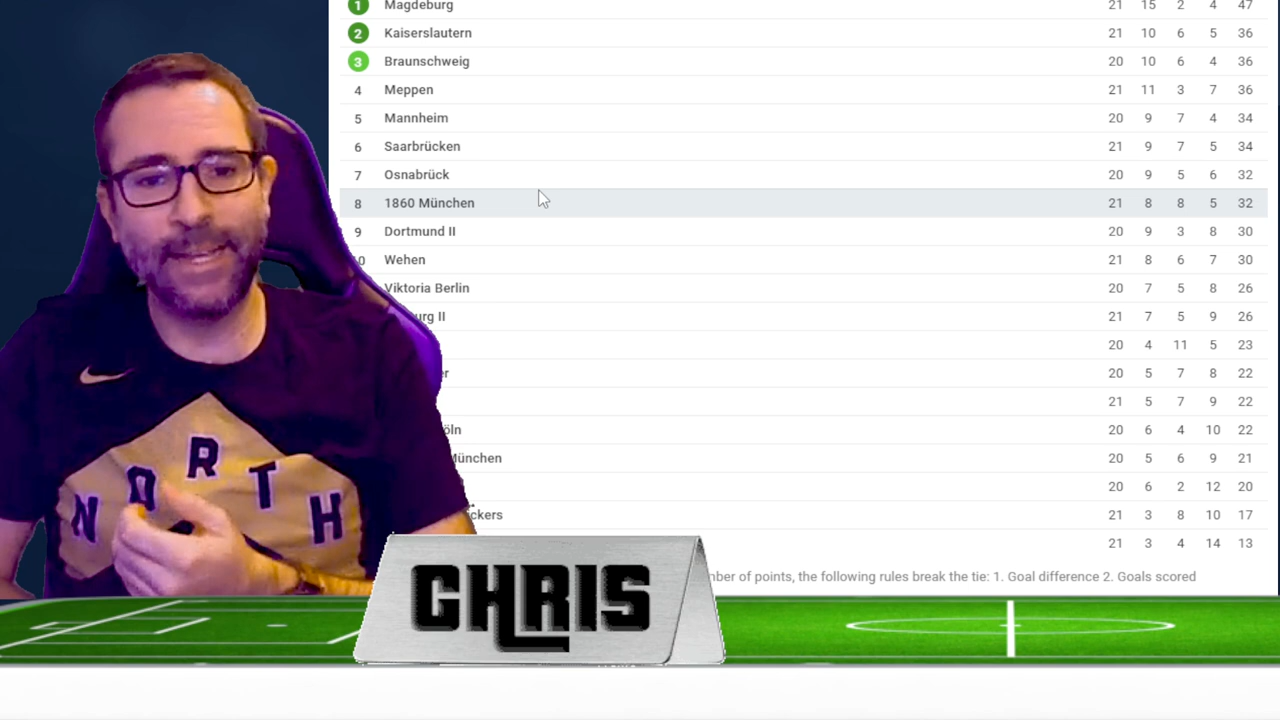 1 Magdeburg 21 15 2 4 47
2 Kaiserslautern 21 10 6 5 36
3 Braunschweig 20 10 6 4 36
4 Meppen 21 11 3 7 36
5 Mannheim 20 9 7 4 34
6 Saarbrücken 21 9 7 5 34
7 Osnabrück 20 9 5 6 32
8 1860 München 21 8 8 5 32
9 Dortmund II 20 9 3 8 30
0 Wehen 21 8 6 7 30
Viktoria Berlin 20 7 5 8 26
urg II 21 7 5 9 26
20 4 11 5 23
er 20 5 7 8 22
21 5 7 9 22
öln 20 6 4 10 22
München 20 5 6 9 21
20 6 2 12 20
ckers 21 3 8 10 17
21 3 4 14 13
mber of points, the following rules break the tie: 1. Goal difference 2. Goals scored
NORTH
CHRIS